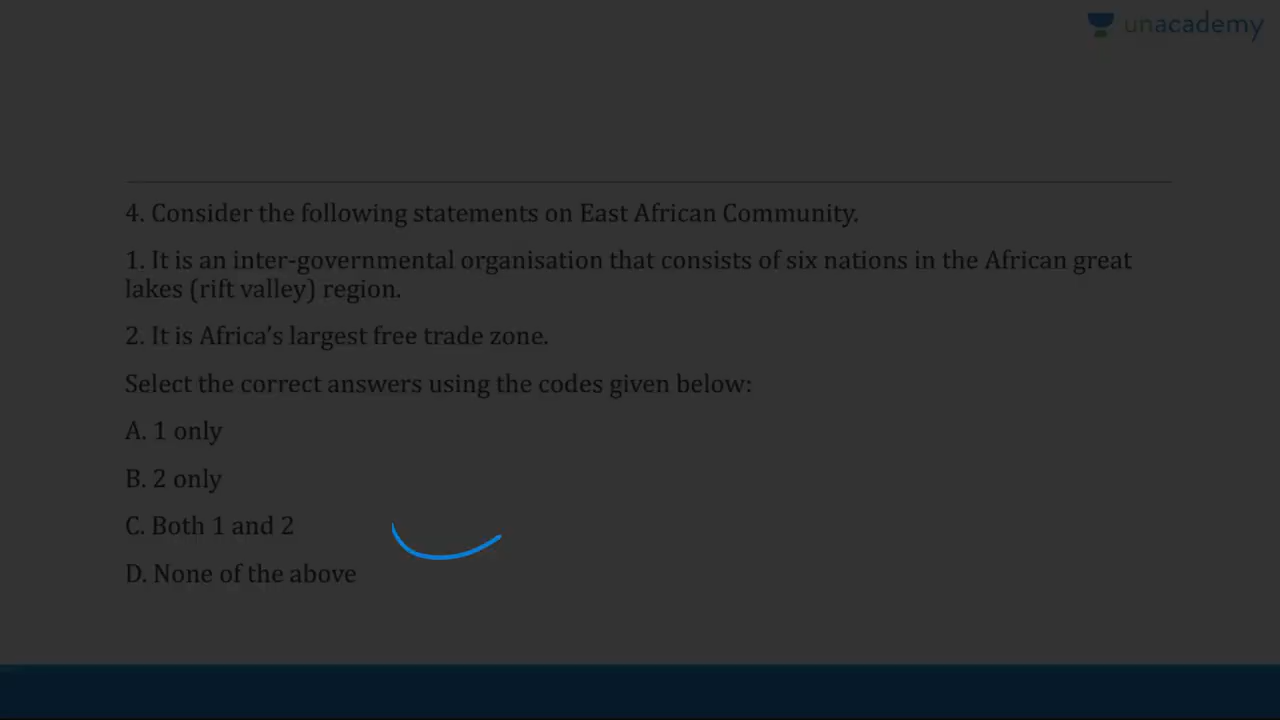 unacademy
4. Consider the following statements on East African Community.
1. It is an inter-governmental organisation that consists of six nations in the African great
lakes (rift valley) region.
2. It is Africa's largest free trade zone.
Select the correct answers using the codes given below:
A. 1 only
B. 2 only
C. Both 1 and 2
D. None of the above